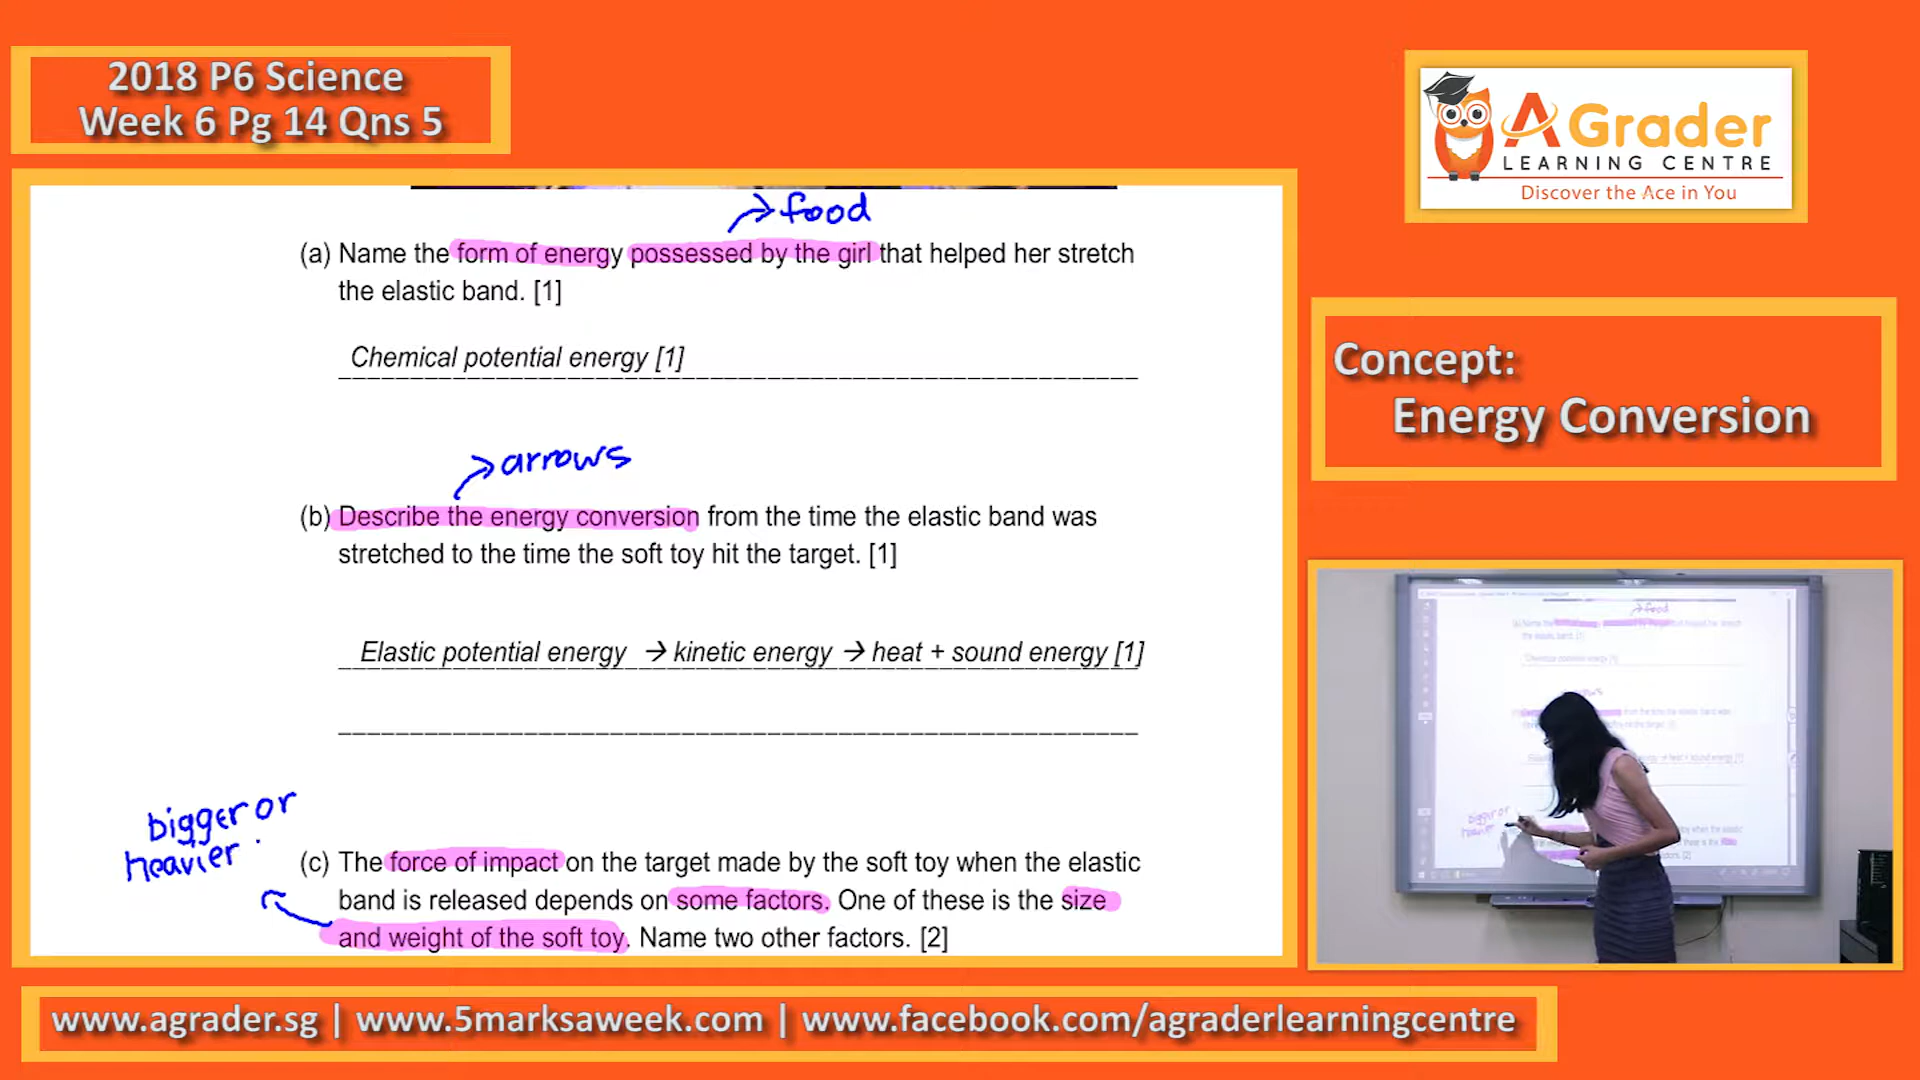 2018 P6 Science
Week 6 Pg 14 Qns 5
A Grader
LEARNING CENTRE
Discover the Ace in You
food
(a) Name the form of energy possessed by the girl that helped her stretch
the elastic band. [1]
Chemical potential energy [1]
arrows
(b) Describe the energy conversion from the time the elastic band was
stretched to the time the soft toy hit the target. [1]
Elastic potential energy → kinetic energy → heat + sound energy [1]
bigger or
heavier
(c) The force of impact on the target made by the soft toy when the elastic
band is released depends on some factors. One of these is the size
and weight of the soft toy. Name two other factors. [2]
Concept:
Energy Conversion
food
bigger or
heavier
www.agrader.sg | www.5marksaweek.com | www.facebook.com/agraderlearningcentre